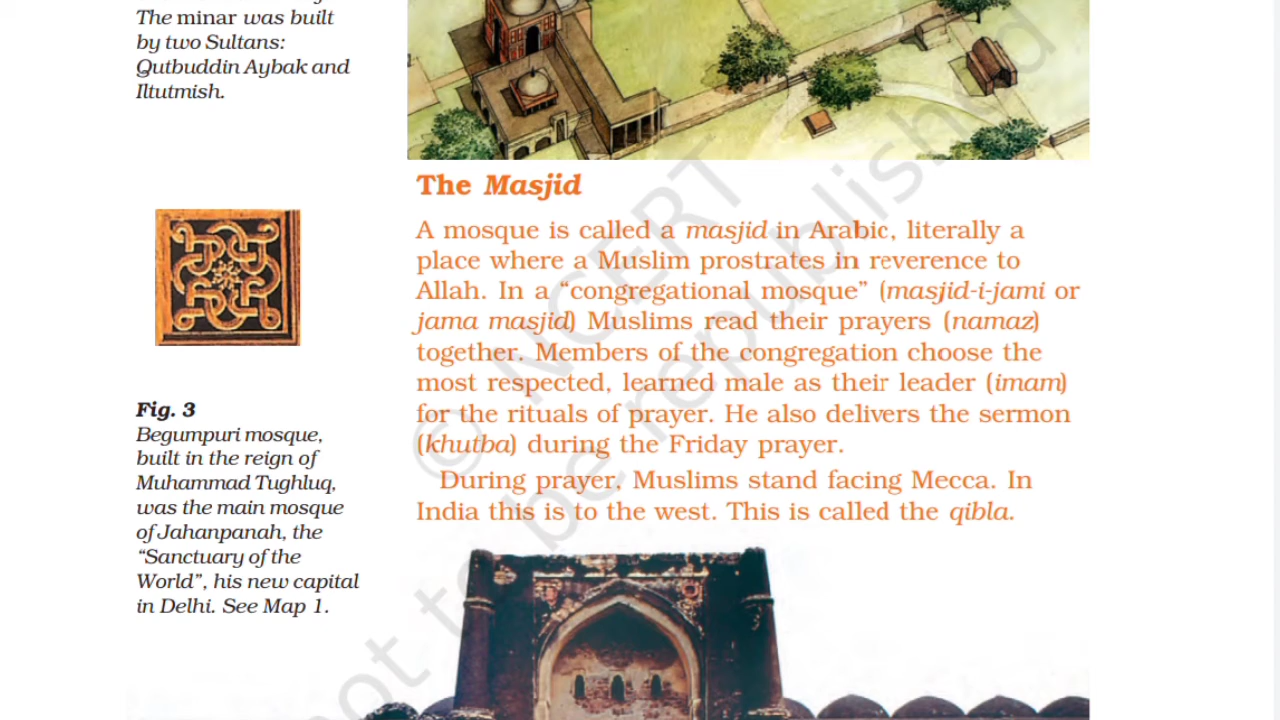 The minar was built
by two Sultans:
Qutbuddin Aybak and
Iltutmish.
The Masjid
A mosque is called a masjid in Arabic, literally a
place where a Muslim prostrates in reverence to
Allah. In a “congregational mosque” (masjid-i-jami or
jama masjid) Muslims read their prayers (namaz)
together. Members of the congregation choose the
most respected, learned male as their leader (imam)
for the rituals of prayer. He also delivers the sermon
(khutba) during the Friday prayer.
During prayer, Muslims stand facing Mecca. In
India this is to the west. This is called the qibla.
Fig. 3
Begumpuri mosque,
built in the reign of
Muhammad Tughluq,
was the main mosque
of Jahanpanah, the
“Sanctuary of the
World”, his new capital
in Delhi. See Map 1.
© NCERT
not to be republished